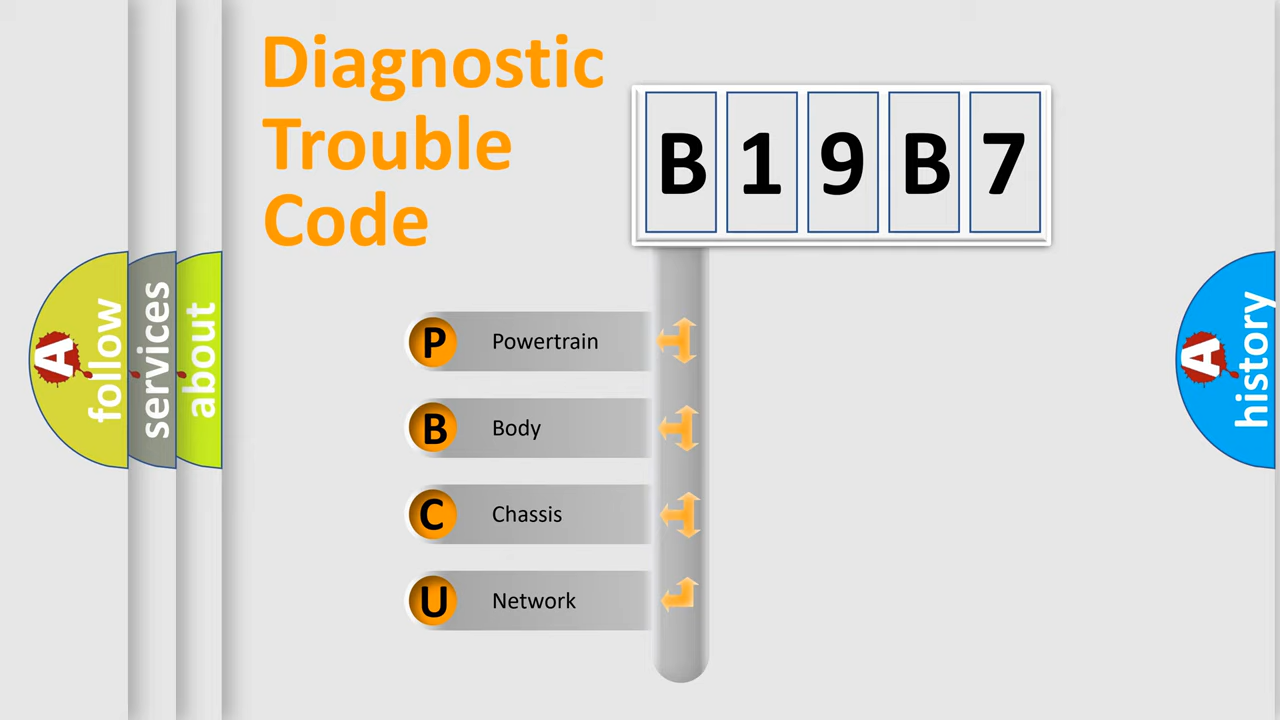 Diagnostic
Trouble
Code
B 1 9 B 7
P Powertrain
B Body
C Chassis
U Network
A follow
services
about
A history